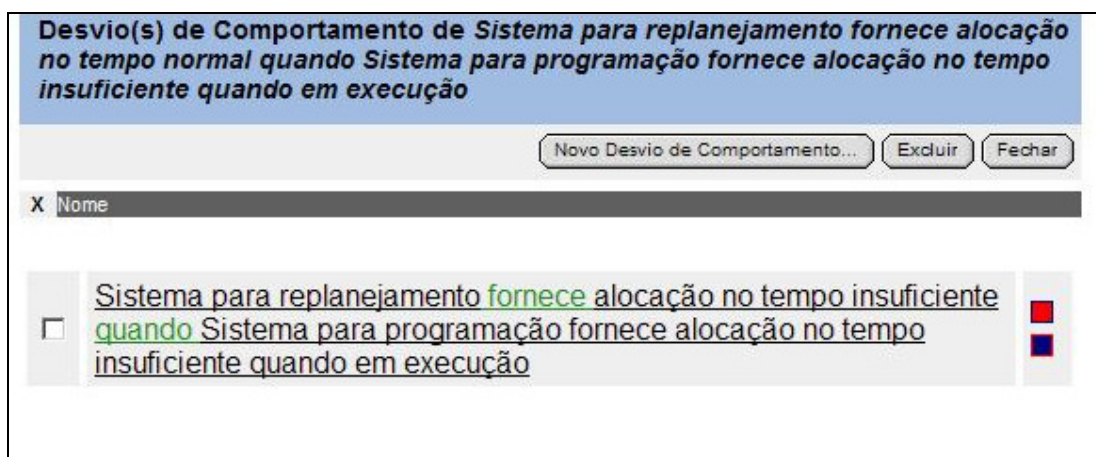 Desvio(s) de Comportamento de Sistema para replanejamento fornece alocação
no tempo normal quando Sistema para programação fornece alocação no tempo
insuficiente quando em execução
Novo Desvio de Comportamento... Excluir Fechar
X Nome
Sistema para replanejamento fornece alocação no tempo insuficiente
quando Sistema para programação fornece alocação no tempo
insuficiente quando em execução